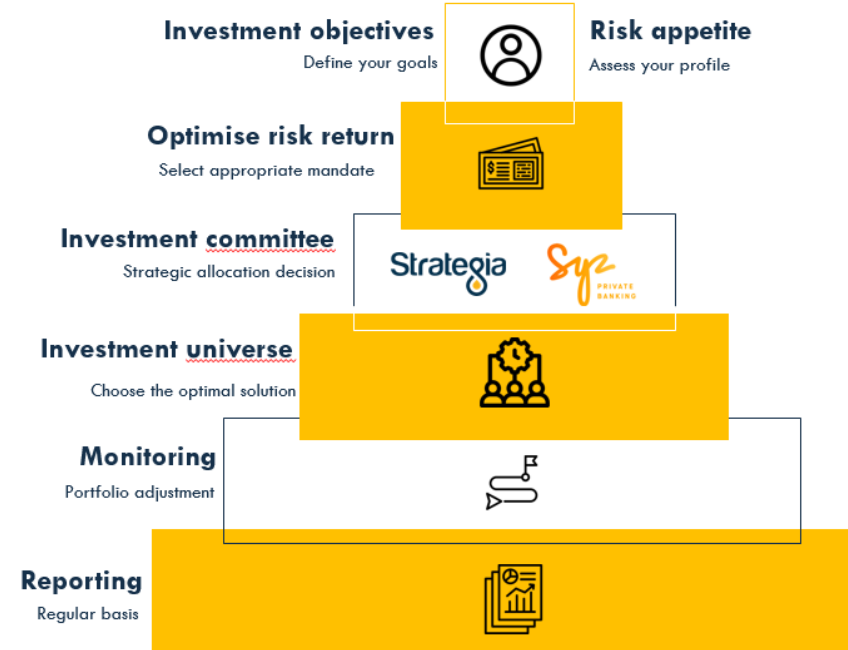 Investment objectives
Define your goals
Risk appetite
Assess your profile
Optimise risk return
Select appropriate mandate
$
Investment committee
Strategic allocation decision
Strategia
Syz
PRIVATE
BANKING
Investment universe
Choose the optimal solution
Monitoring
Portfolio adjustment
Reporting
Regular basis